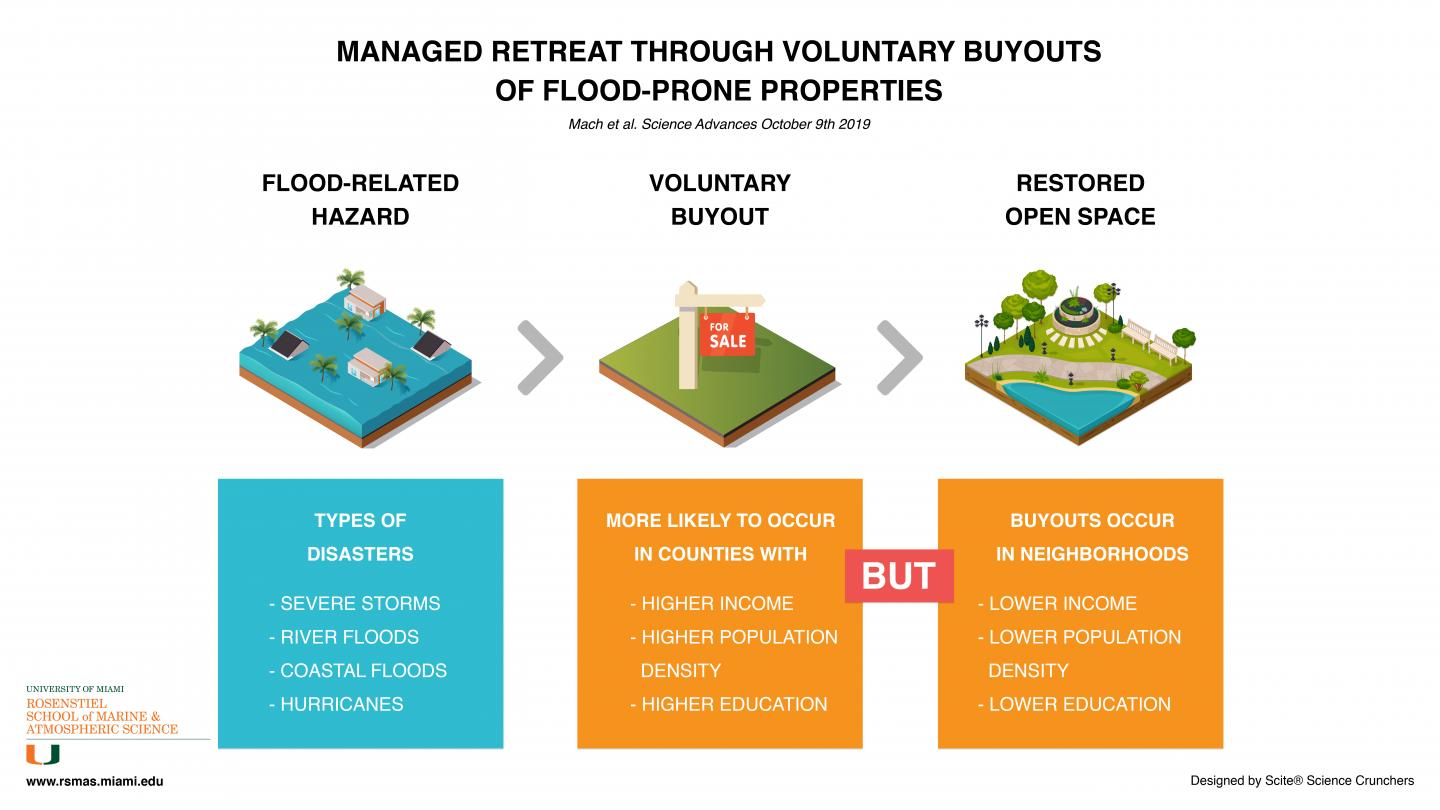 MANAGED RETREAT THROUGH VOLUNTARY BUYOUTS
OF FLOOD-PRONE PROPERTIES
Mach et al. Science Advances October 9th 2019
FLOOD-RELATED
HAZARD
VOLUNTARY
BUYOUT
RESTORED
OPEN SPACE
FOR
SALE
TYPES OF
DISASTERS
- SEVERE STORMS
- RIVER FLOODS
- COASTAL FLOODS
- HURRICANES
MORE LIKELY TO OCCUR
IN COUNTIES WITH
- HIGHER INCOME
- HIGHER POPULATION
DENSITY
- HIGHER EDUCATION
BUT
BUYOUTS OCCUR
IN NEIGHBORHOODS
- LOWER INCOME
- LOWER POPULATION
DENSITY
- LOWER EDUCATION
UNIVERSITY OF MIAMI
ROSENSTIEL
SCHOOL of MARINE &
ATMOSPHERIC SCIENCE
www.rsmas.miami.edu
Designed by Scite® Science Crunchers